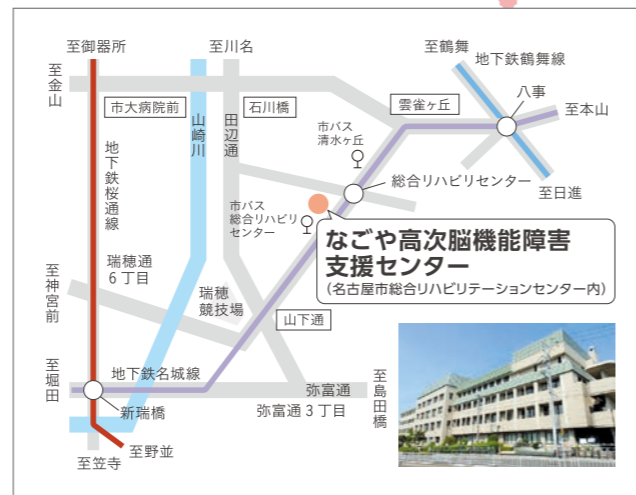 至御器所
至川名
至鶴舞
地下鉄鶴舞線
至金山
市大病院前
石川橋
雲雀ヶ丘
八事
至本山
山崎川
田辺通
市バス
清水ヶ丘
地下鉄桜通線
総合リハビリセンター
至日進
市バス
総合リハビリ
センター
なごや高次脳機能障害
支援センター
(名古屋市総合リハビリテーションセンター内)
瑞穂通
6丁目
至神宮前
瑞穂
競技場
山下通
至堀田
地下鉄名城線
弥富通
至島田橋
新瑞橋
弥富通3丁目
至野並
至笠寺